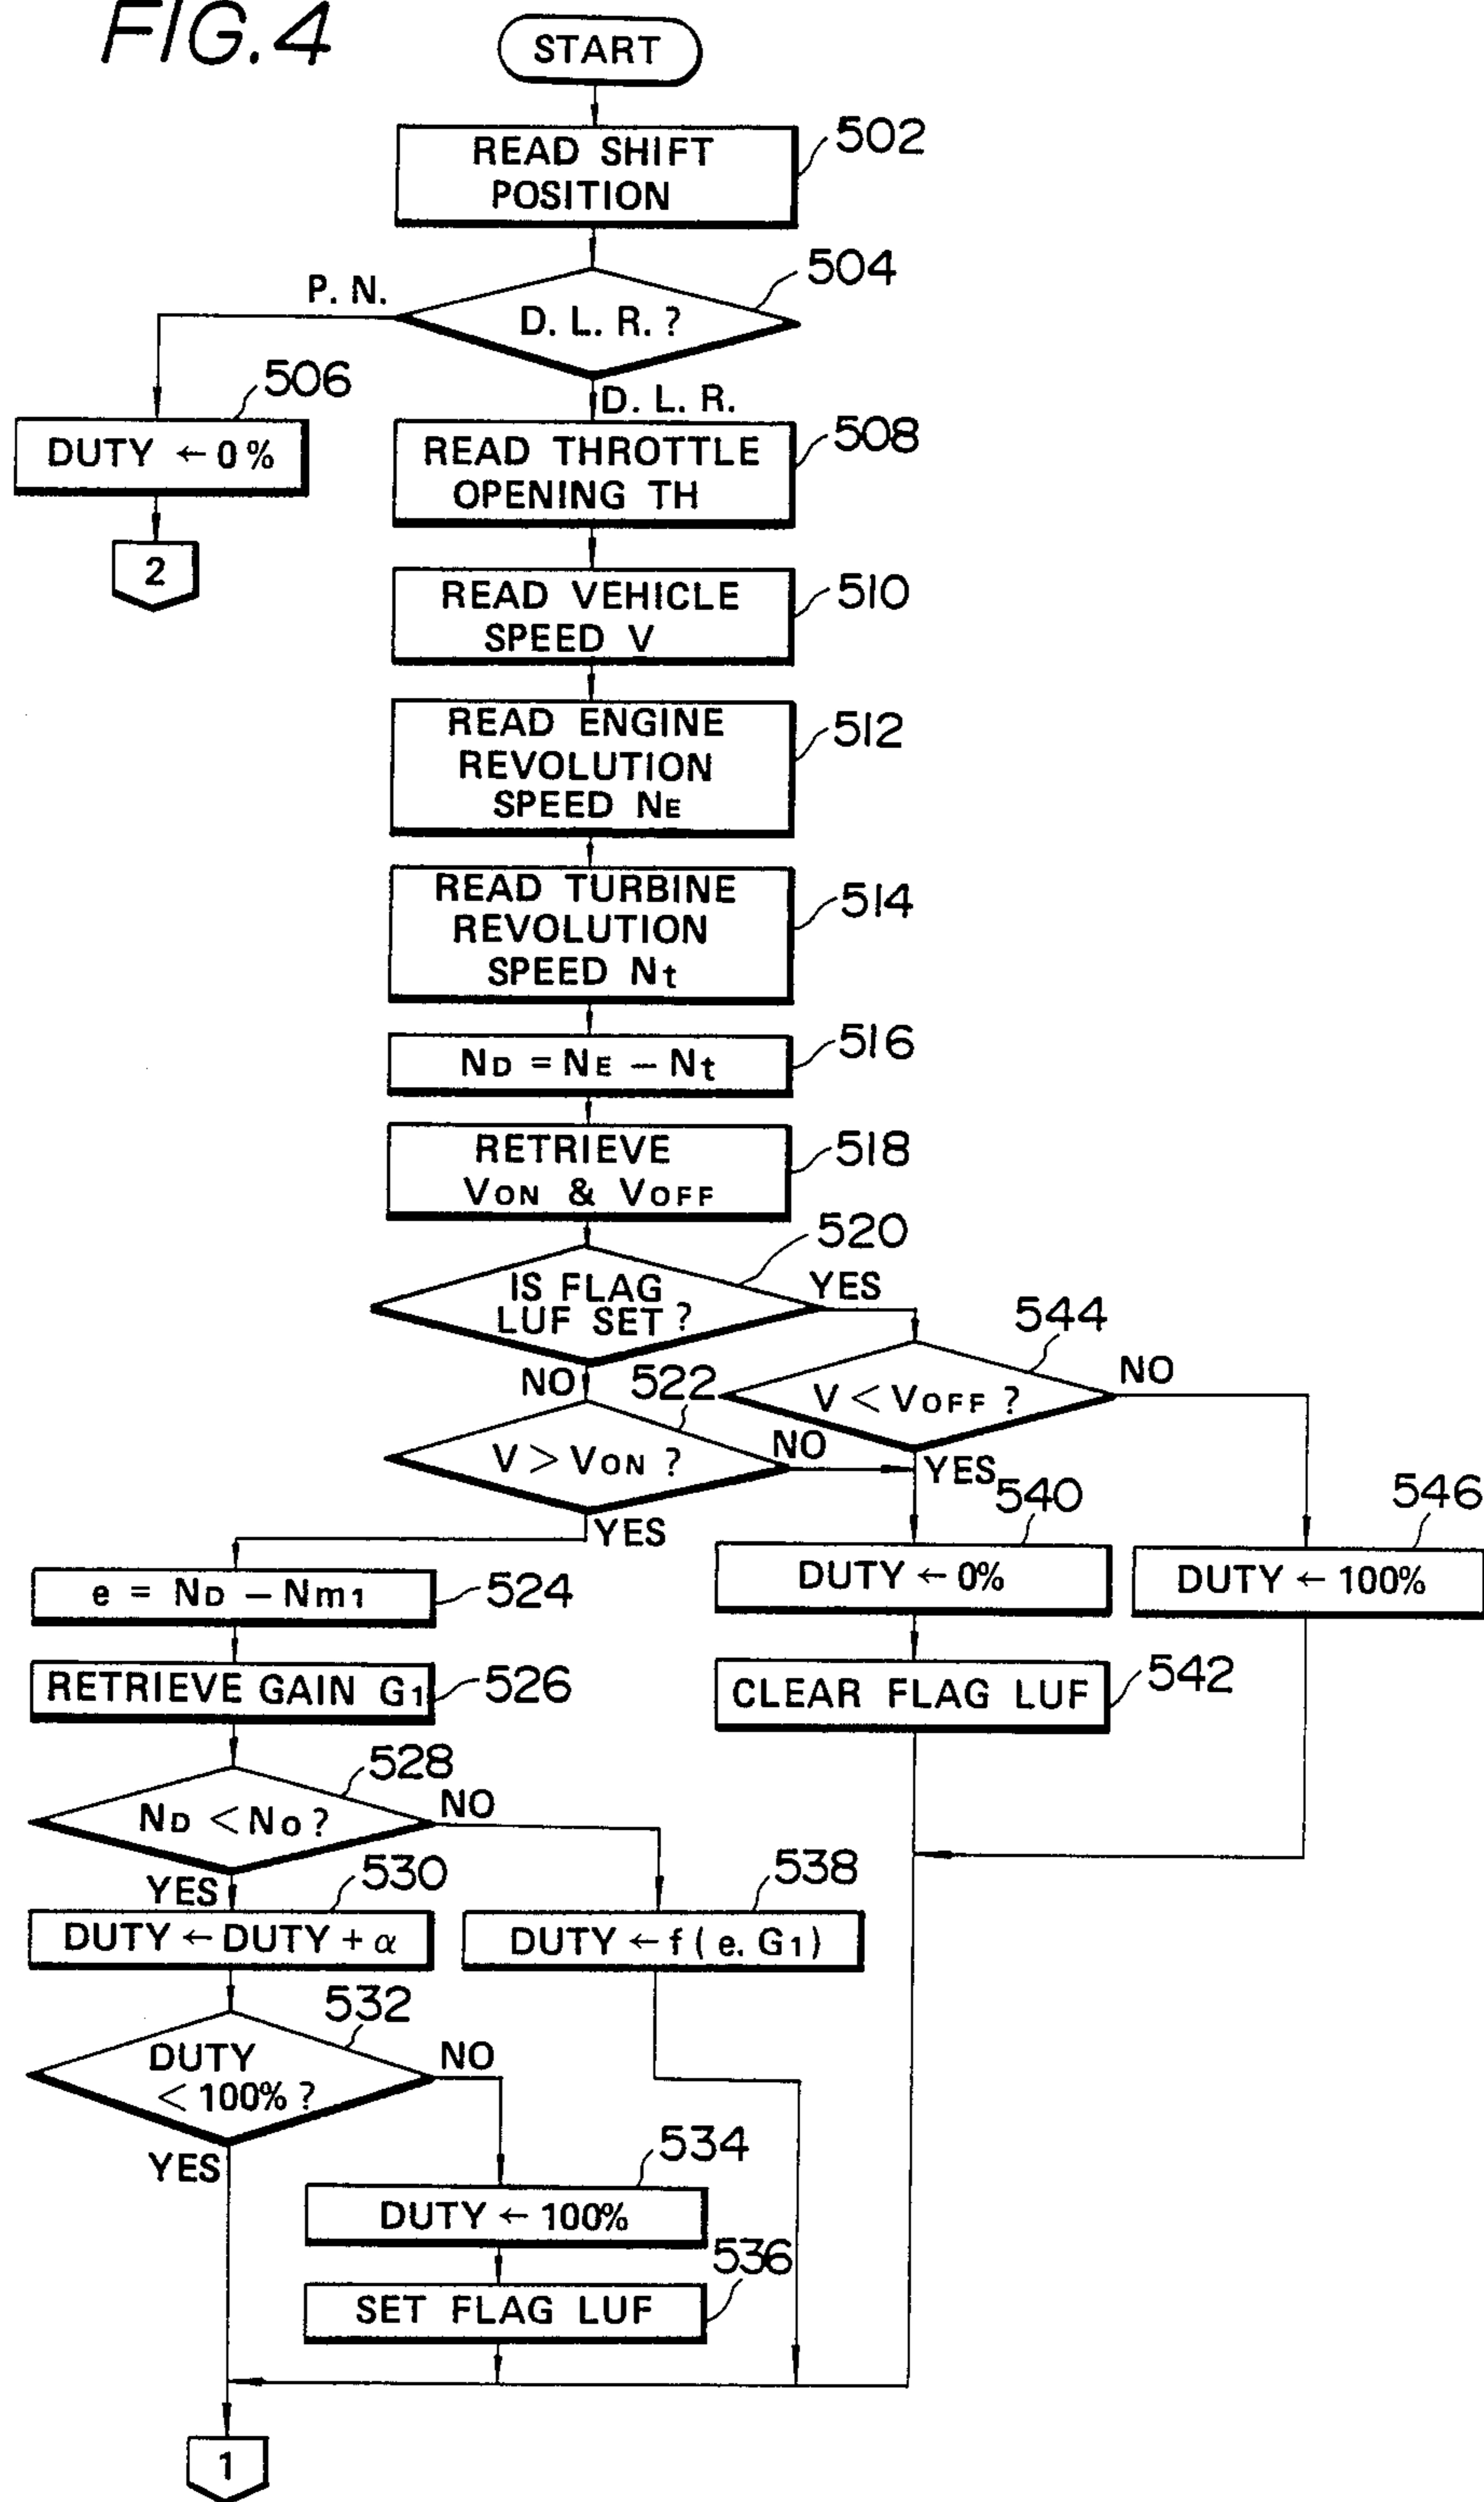 FIG.4
START
READ SHIFT
POSITION
502
504
P. N.
D. L. R. ?
506
D. L. R.
DUTY ← 0%
READ THROTTLE
OPENING TH
508
2
READ VEHICLE
SPEED V
510
READ ENGINE
REVOLUTION
SPEED NE
512
READ TURBINE
REVOLUTION
SPEED Nt
514
ND = NE − Nt
516
RETRIEVE
VON & VOFF
518
520
IS FLAG
LUF SET ?
YES
544
NO
522
V < VOFF ?
NO
V > VON ?
NO
YES
540
546
YES
e = ND − Nm1
524
DUTY ← 0%
DUTY ← 100%
RETRIEVE GAIN G1
526
CLEAR FLAG LUF
542
528
ND < No ?
NO
YES
530
538
DUTY ← DUTY + α
DUTY ← f ( e. G1 )
532
DUTY
< 100% ?
NO
YES
534
DUTY ← 100%
536
SET FLAG LUF
1